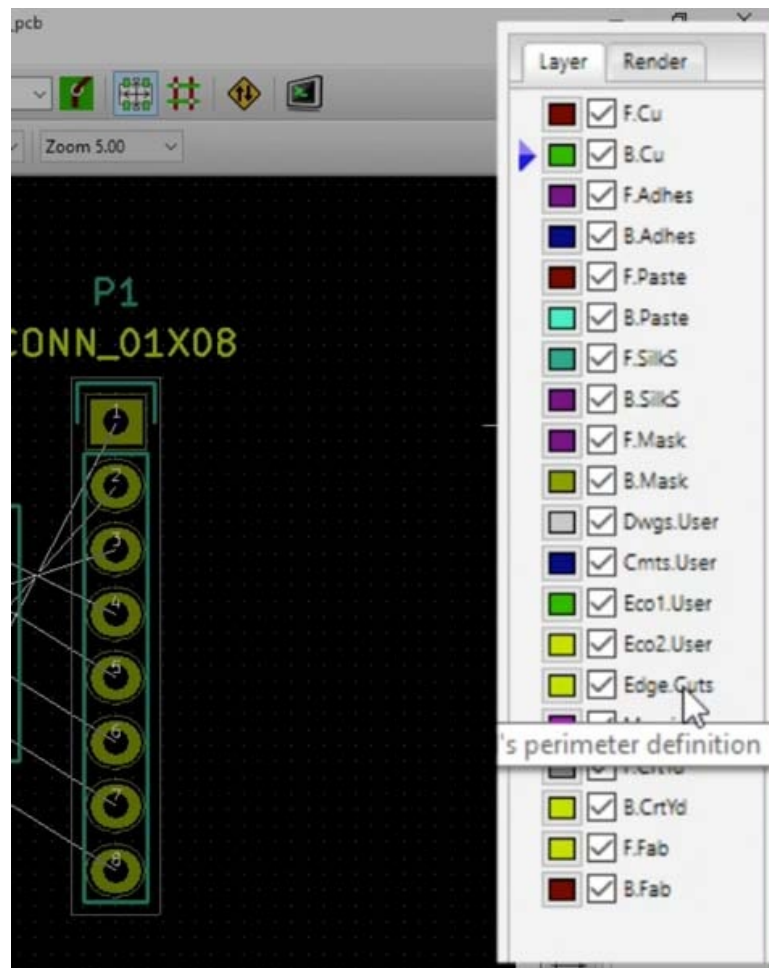 _pcb
Zoom 5.00
P1
CONN_01X08
1
2
3
4
5
6
7
8
Layer
Render
F.Cu
B.Cu
F.Adhes
B.Adhes
F.Paste
B.Paste
F.SilkS
B.SilkS
F.Mask
B.Mask
Dwgs.User
Cmts.User
Eco1.User
Eco2.User
Edge.Cuts
's perimeter definition
F.CrtYd
B.CrtYd
F.Fab
B.Fab